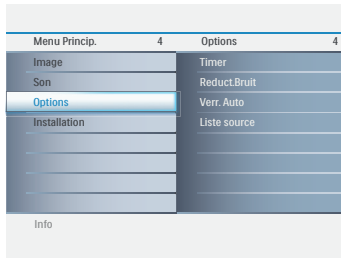 Menu Princip. 4 Options 4
Image Timer
Son Reduct.Bruit
Options Verr. Auto
Installation Liste source
Info